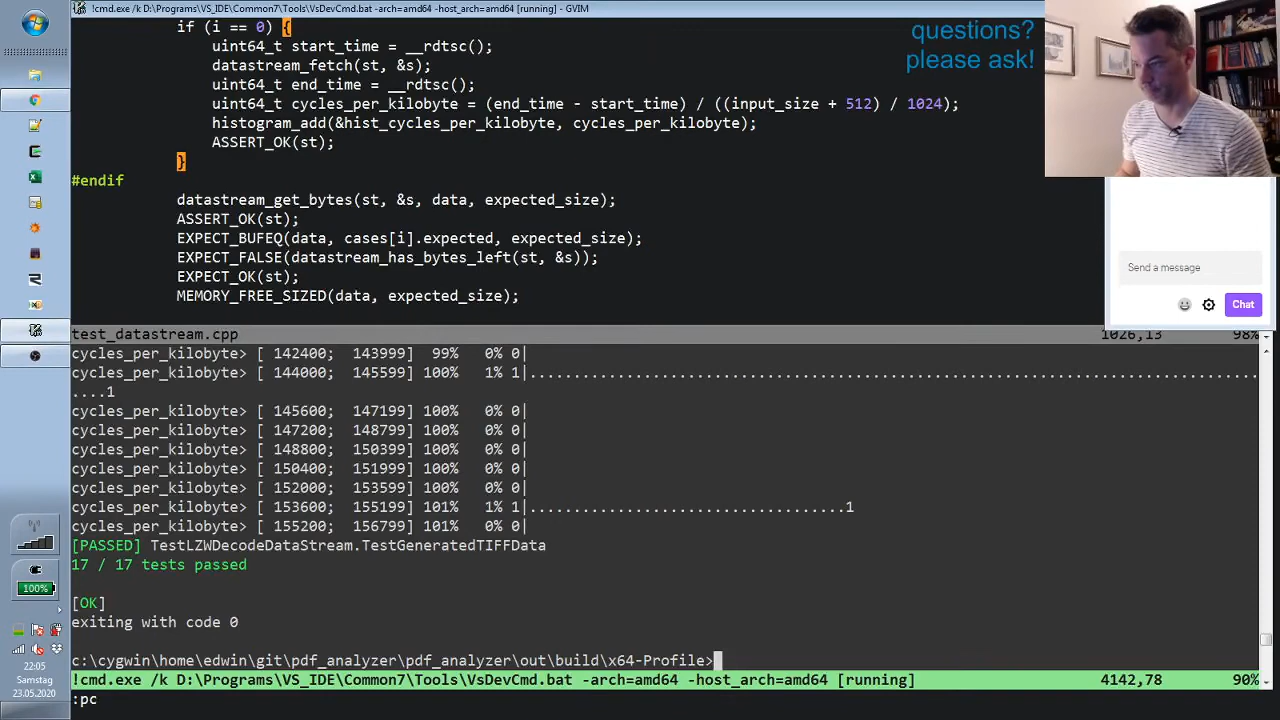 !cmd.exe /k D:\Programs\VS_IDE\Common7\Tools\VsDevCmd.bat -arch=amd64 -host_arch=amd64 [running] - GVIM
if (i == 0) {
uint64_t start_time = __rdtsc();
datastream_fetch(st, &s);
uint64_t end_time = __rdtsc();
uint64_t cycles_per_kilobyte = (end_time - start_time) / ((input_size + 512) / 1024);
histogram_add(&hist_cycles_per_kilobyte, cycles_per_kilobyte);
ASSERT_OK(st);
}
#endif
datastream_get_bytes(st, &s, data, expected_size);
ASSERT_OK(st);
EXPECT_BUFEQ(data, cases[i].expected, expected_size);
EXPECT_FALSE(datastream_has_bytes_left(st, &s));
EXPECT_OK(st);
MEMORY_FREE_SIZED(data, expected_size);
questions?
please ask!
Send a message
Chat
test_datastream.cpp 1026,13 98%
cycles_per_kilobyte> [ 142400; 143999] 99% 0% 0|
cycles_per_kilobyte> [ 144000; 145599] 100% 1% 1|....................................................................................
....1
cycles_per_kilobyte> [ 145600; 147199] 100% 0% 0|
cycles_per_kilobyte> [ 147200; 148799] 100% 0% 0|
cycles_per_kilobyte> [ 148800; 150399] 100% 0% 0|
cycles_per_kilobyte> [ 150400; 151999] 100% 0% 0|
cycles_per_kilobyte> [ 152000; 153599] 100% 0% 0|
cycles_per_kilobyte> [ 153600; 155199] 101% 1% 1|....................................1
cycles_per_kilobyte> [ 155200; 156799] 101% 0% 0|
[PASSED] TestLZWDecodeDataStream.TestGeneratedTIFFData
17 / 17 tests passed
[OK]
exiting with code 0
c:\cygwin\home\edwin\git\pdf_analyzer\pdf_analyzer\out\build\x64-Profile>
!cmd.exe /k D:\Programs\VS_IDE\Common7\Tools\VsDevCmd.bat -arch=amd64 -host_arch=amd64 [running] 4142,78 90%
:pc
100%
22:05
Samstag
23.05.2020